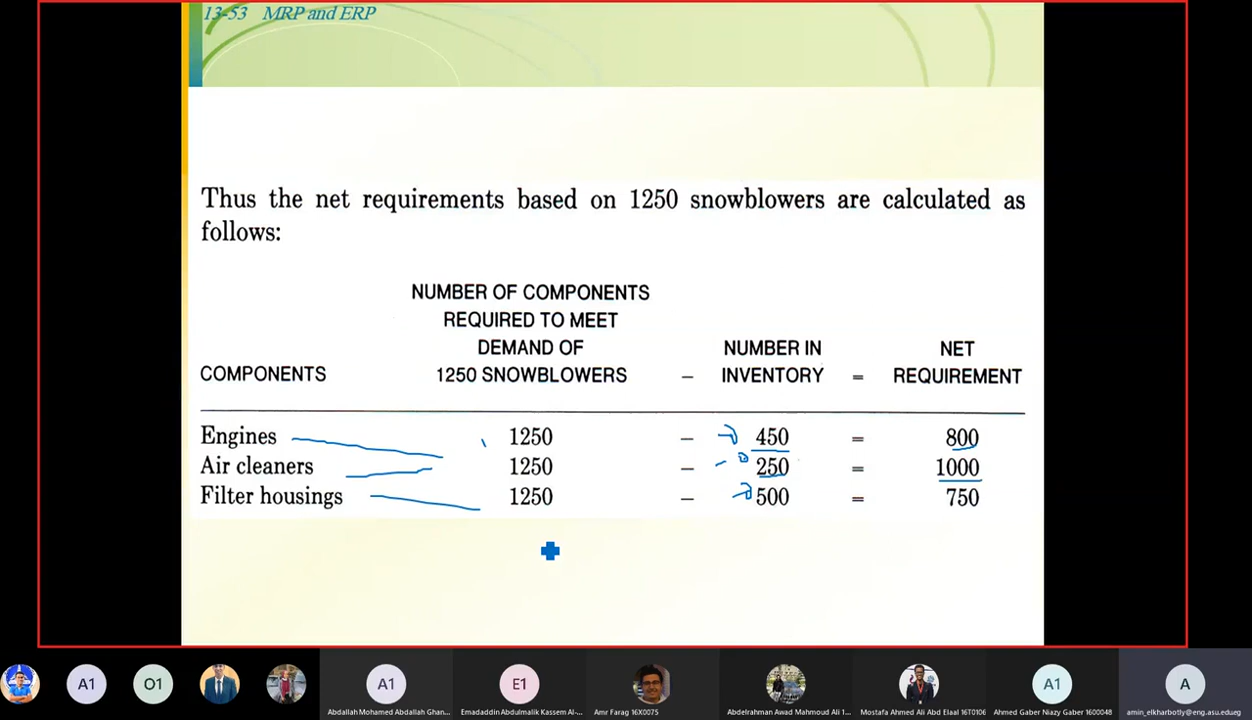 13-53 MRP and ERP
Thus the net requirements based on 1250 snowblowers are calculated as
follows:
NUMBER OF COMPONENTS
REQUIRED TO MEET
DEMAND OF NUMBER IN NET
COMPONENTS 1250 SNOWBLOWERS – INVENTORY = REQUIREMENT
Engines 1250 – 450 = 800
Air cleaners 1250 – 250 = 1000
Filter housings 1250 – 500 = 750
A1 O1 A1 E1 A1 A
Abdallah Mohamed Abdallah Ghan... Emadaddin Abdulmalik Kassem Al-... Amr Farag 16X0075 Abdelrahman Awad Mahmoud Ali 1... Mostafa Ahmed Ali Abd Elaal 16T0106 Ahmed Gaber Niazy Gaber 1600048 amin_elkharbotly@eng.asu.edueg